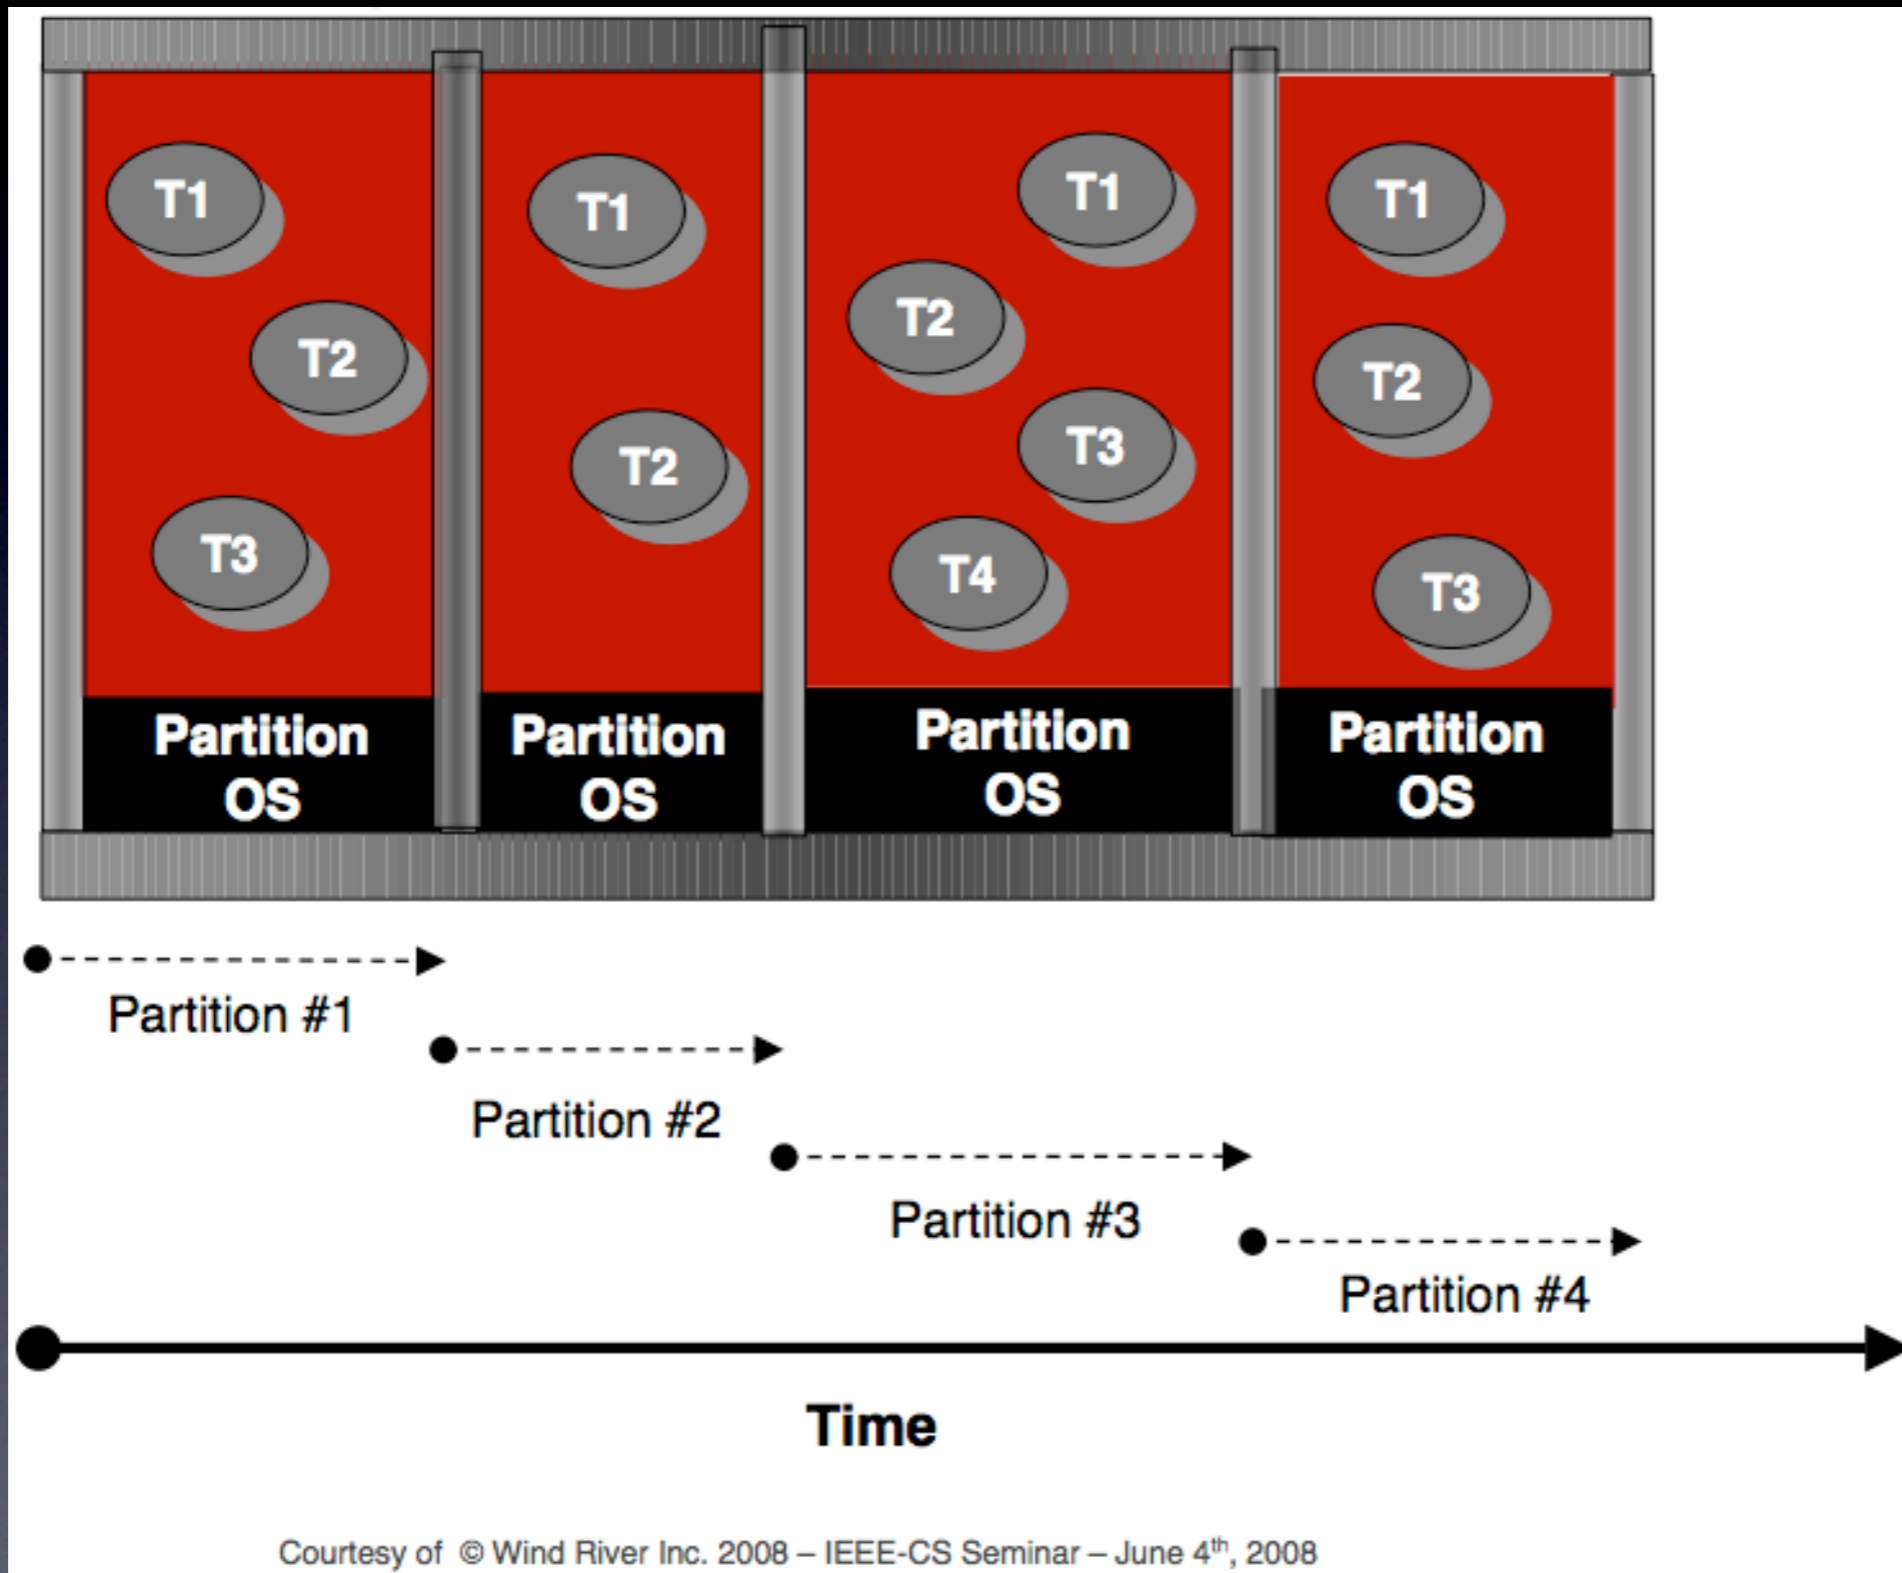 T1
T2
T3
Partition
OS
T1
T2
Partition
OS
T1
T2
T3
T4
Partition
OS
T1
T2
T3
Partition
OS
Partition #1
Partition #2
Partition #3
Partition #4
Time
Courtesy of © Wind River Inc. 2008 – IEEE-CS Seminar – June 4th, 2008